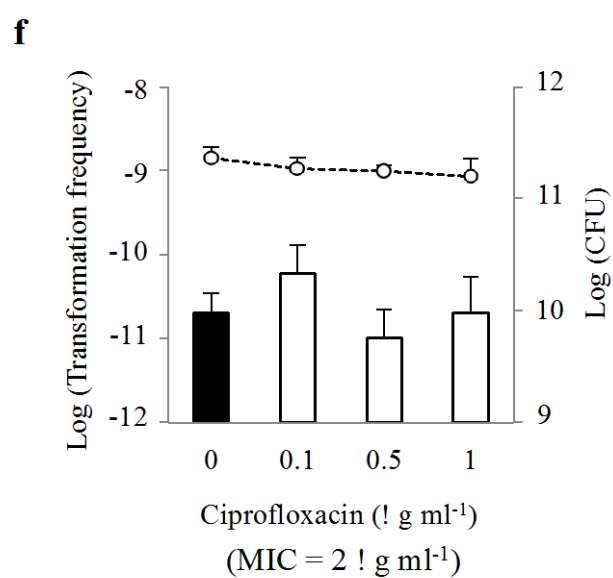 f
Log (Transformation frequency)
-8
-9
-10
-11
-12
12
11
10
9
Log (CFU)
0 0.1 0.5 1
Ciprofloxacin (! g ml-1)
(MIC = 2 ! g ml-1)